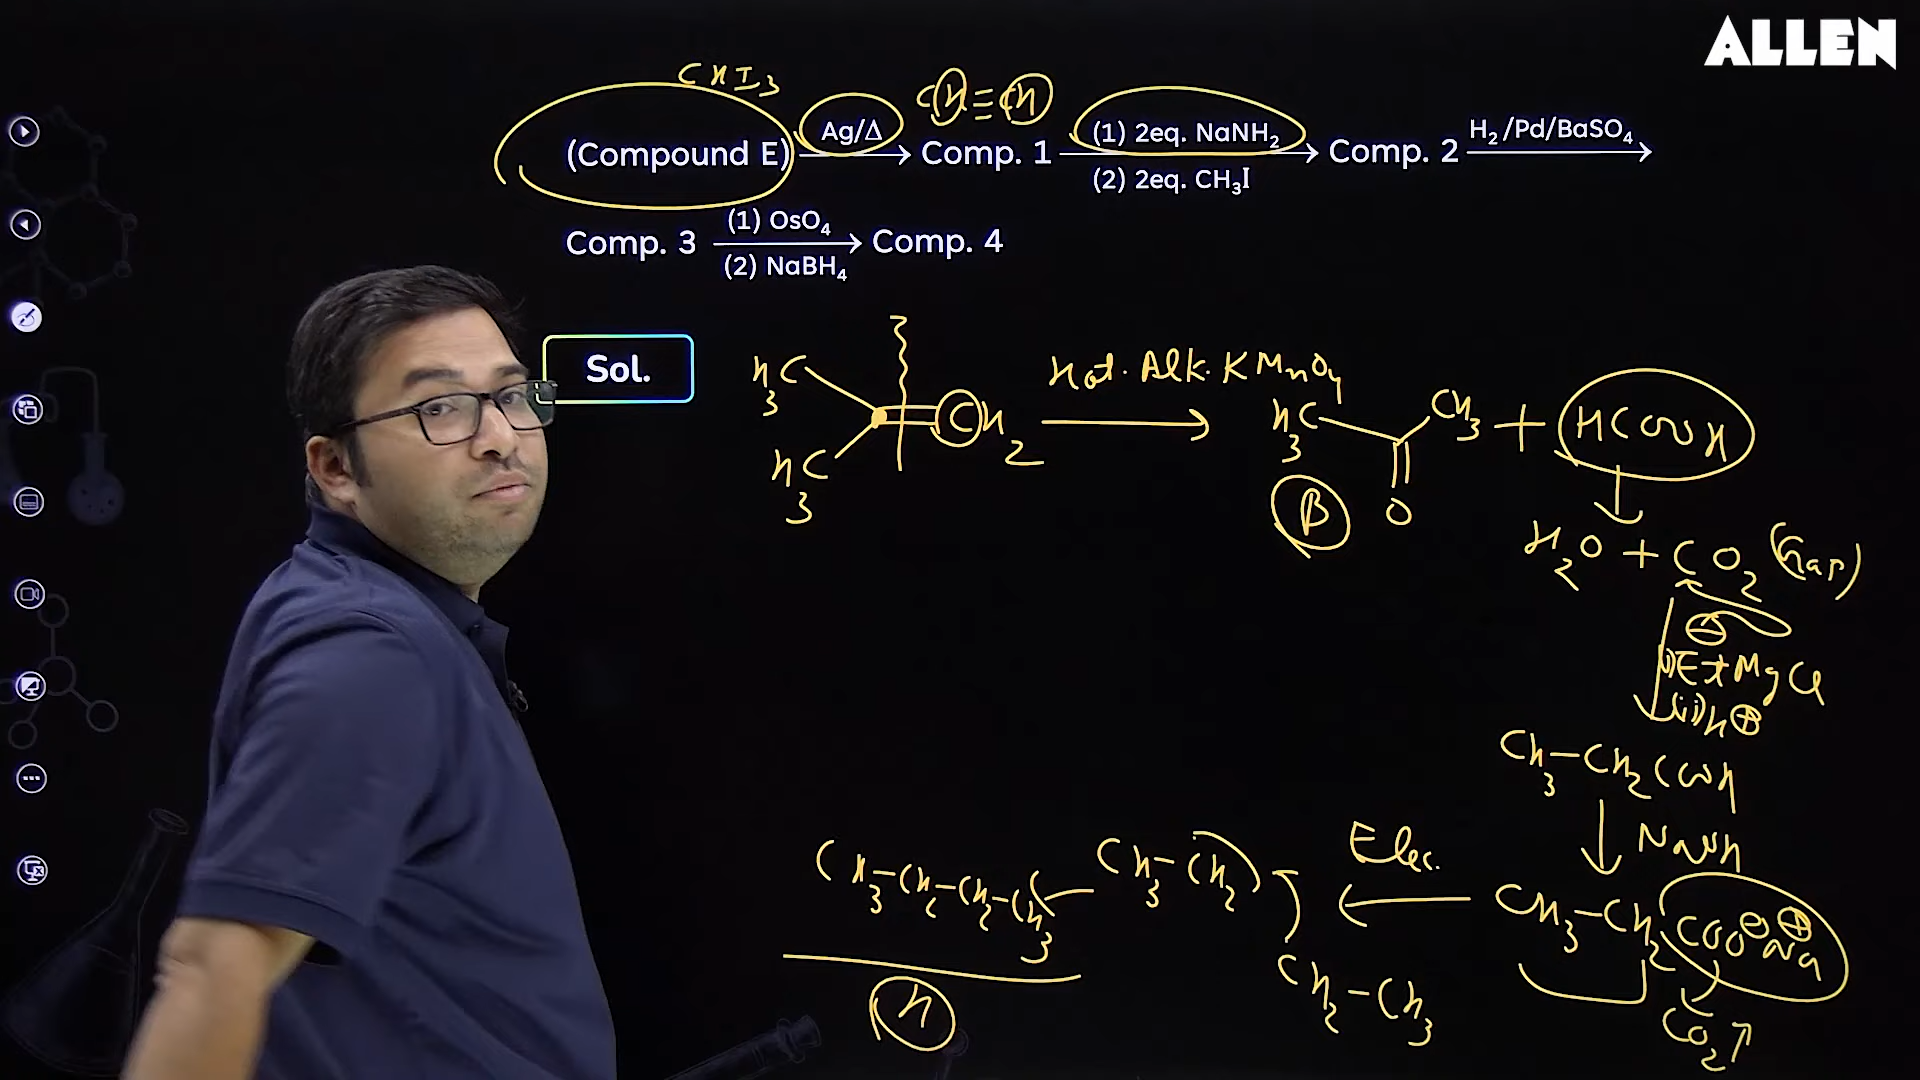 ALLEN
CHI₃
CH≡CH
(Compound E) Ag/Δ Comp. 1 (1) 2eq. NaNH₂ (2) 2eq. CH₃I Comp. 2 H₂/Pd/BaSO₄
Comp. 3 (1) OsO₄ (2) NaBH₄ Comp. 4
Sol.
H₃C
H₃C
CH₂
Hot. Alk. KMnO₄
H₃C CH₃ + HCOOH
O
B
H₂O + CO₂ (Gas)
⊖
(i) EtMgCl
(ii) H⊕
CH₃-CH₂COOH
NaOH
CH₃-CH₂COO⊖Na⊕
CO₂↑
Elec.
CH₃-CH₂
CH₂-CH₃
CH₃-CH₂-CH₂-CH₃
H